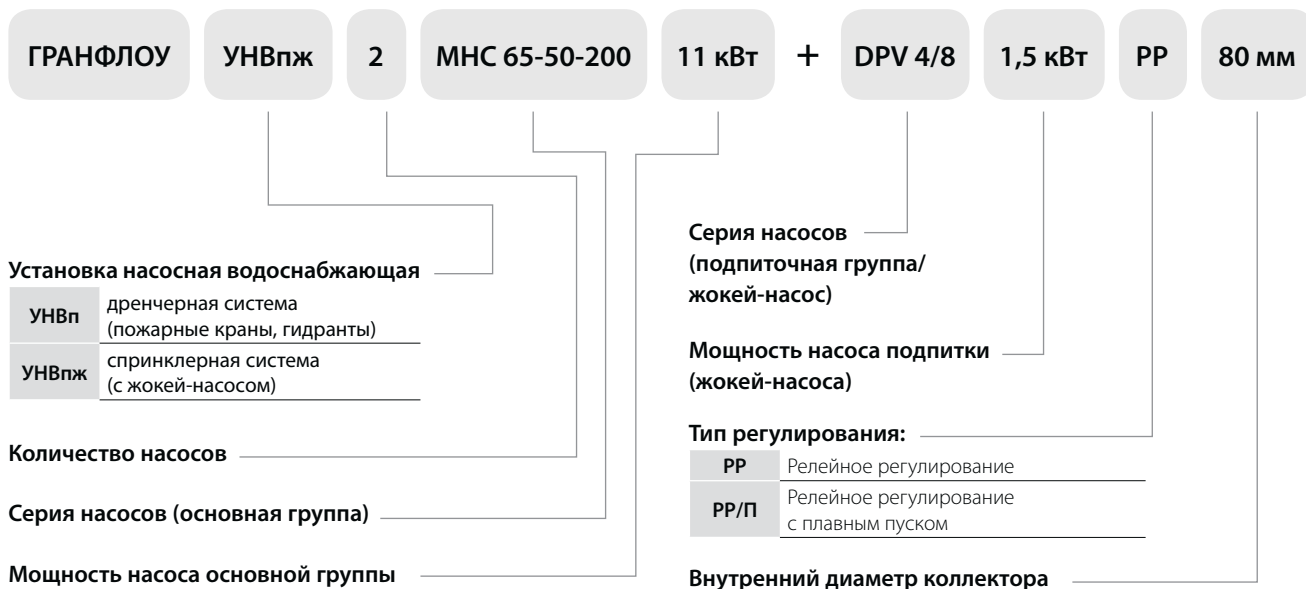 ГРАНФЛОУ УНВпж 2 МНС 65-50-200 11 кВт + DPV 4/8 1,5 кВт РР 80 мм
Установка насосная водоснабжающая
УНВп дренчерная система
(пожарные краны, гидранты)
УНВпж спринклерная система
(с жокей-насосом)
Количество насосов
Серия насосов (основная группа)
Мощность насоса основной группы
Серия насосов
(подпиточная группа/
жокей-насос)
Мощность насоса подпитки
(жокей-насоса)
Тип регулирования:
РР Релейное регулирование
РР/П Релейное регулирование
с плавным пуском
Внутренний диаметр коллектора